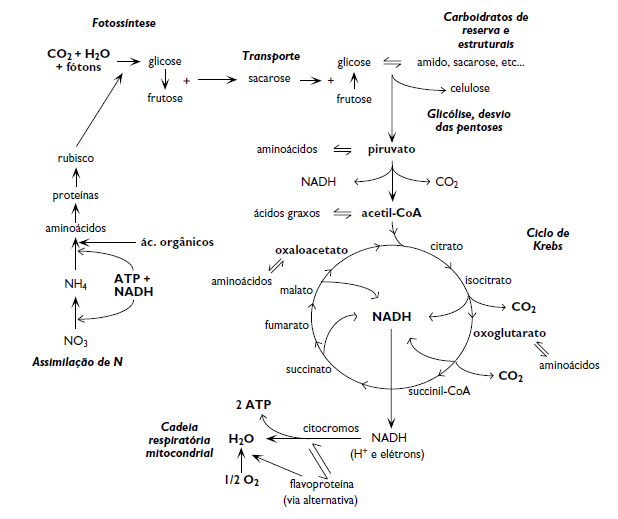 Fotossíntese
CO2 + H2O
+ fótons
glicose
+
frutose
Transporte
sacarose
+
glicose
frutose
Carboidratos de
reserva e
estruturais
amido, sacarose, etc...
celulose
Glicólise, desvio
das pentoses
aminoácidos
piruvato
NADH
CO2
ácidos graxos
acetil-CoA
Ciclo de
Krebs
citrato
isocitrato
CO2
oxoglutarato
aminoácidos
CO2
succinil-CoA
succinato
fumarato
malato
oxaloacetato
aminoácidos
NADH
rubisco
proteínas
aminoácidos
ác. orgânicos
ATP +
NADH
NH4
NO3
Assimilação de N
Cadeia
respiratória
mitocondrial
2 ATP
citocromos
H2O
NADH
(H+ e elétrons)
1/2 O2
flavoproteína
(via alternativa)